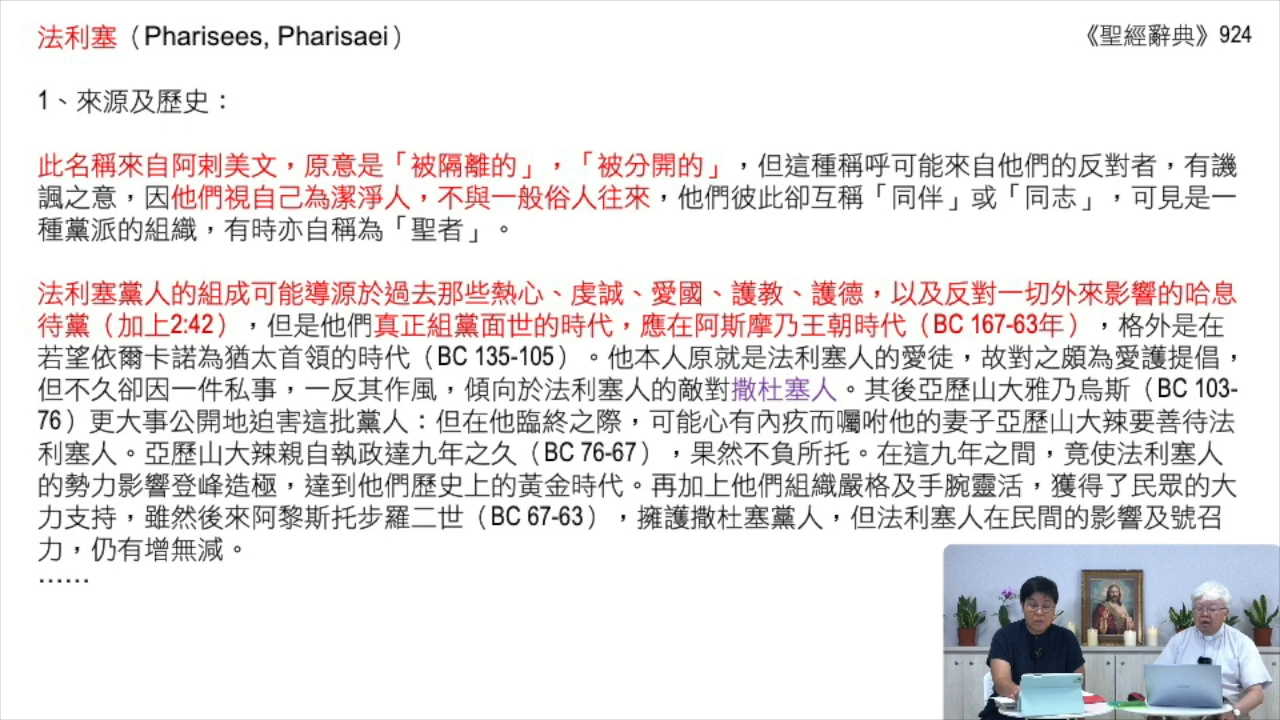 法利塞（Pharisees, Pharisaei）
《聖經辭典》924
1、來源及歷史：
此名稱來自阿剌美文，原意是「被隔離的」，「被分開的」，但這種稱呼可能來自他們的反對者，有譏
諷之意，因他們視自己為潔淨人，不與一般俗人往來，他們彼此卻互稱「同伴」或「同志」，可見是一
種黨派的組織，有時亦自稱為「聖者」。
法利塞黨人的組成可能導源於過去那些熱心、虔誠、愛國、護教、護德，以及反對一切外來影響的哈息
待黨（加上2:42），但是他們真正組黨面世的時代，應在阿斯摩乃王朝時代（BC 167-63年），格外是在
若望依爾卡諾為猶太首領的時代（BC 135-105）。他本人原就是法利塞人的愛徒，故對之頗為愛護提倡，
但不久卻因一件私事，一反其作風，傾向於法利塞人的敵對撒杜塞人。其後亞歷山大雅乃烏斯（BC 103-
76）更大事公開地迫害這批黨人：但在他臨終之際，可能心有內疚而囑咐他的妻子亞歷山大辣要善待法
利塞人。亞歷山大辣親自執政達九年之久（BC 76-67），果然不負所托。在這九年之間，竟使法利塞人
的勢力影響登峰造極，達到他們歷史上的黃金時代。再加上他們組織嚴格及手腕靈活，獲得了民眾的大
力支持，雖然後來阿黎斯托步羅二世（BC 67-63），擁護撒杜塞黨人，但法利塞人在民間的影響及號召
力，仍有增無減。
……